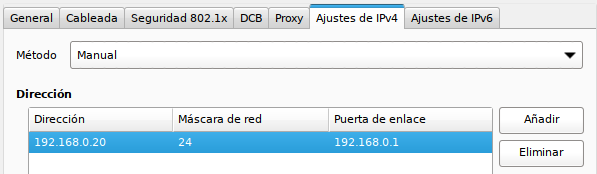 General Cableada Seguridad 802.1x DCB Proxy Ajustes de IPv4 Ajustes de IPv6
Método Manual
Dirección
Dirección Máscara de red Puerta de enlace Añadir
192.168.0.20 24 192.168.0.1
Eliminar